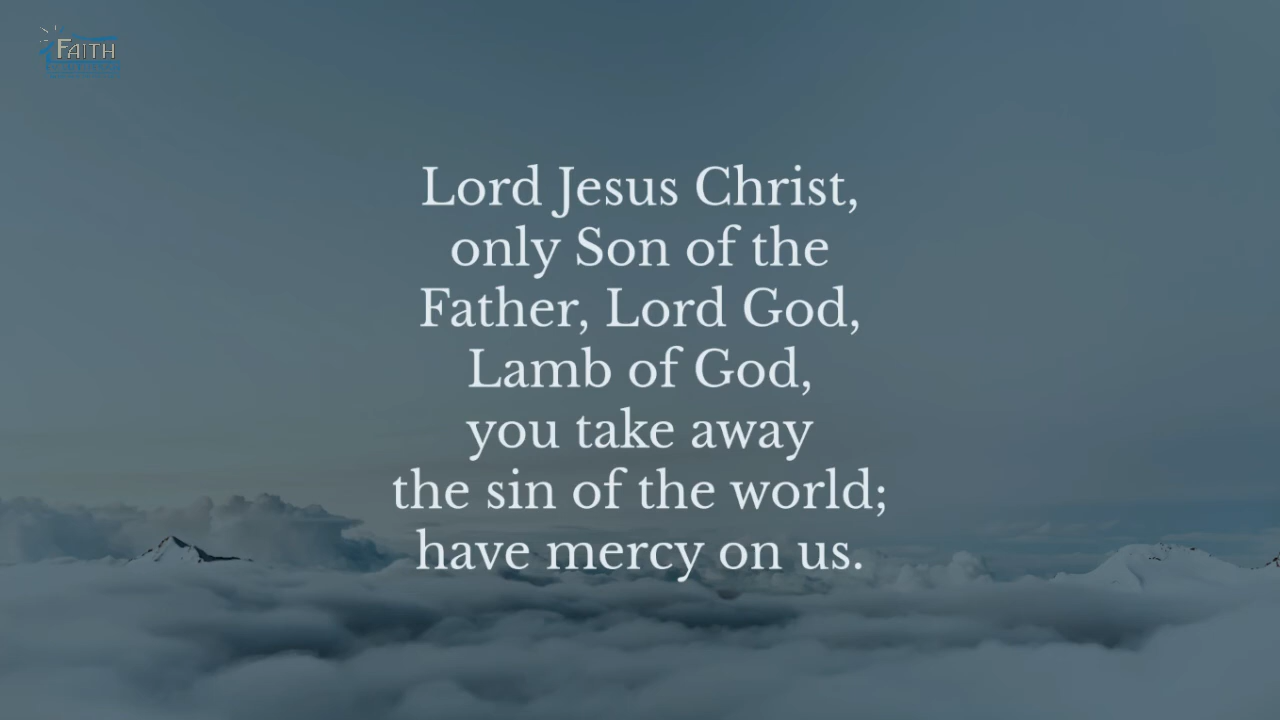 FAITH
Lord Jesus Christ,
only Son of the
Father, Lord God,
Lamb of God,
you take away
the sin of the world;
have mercy on us.